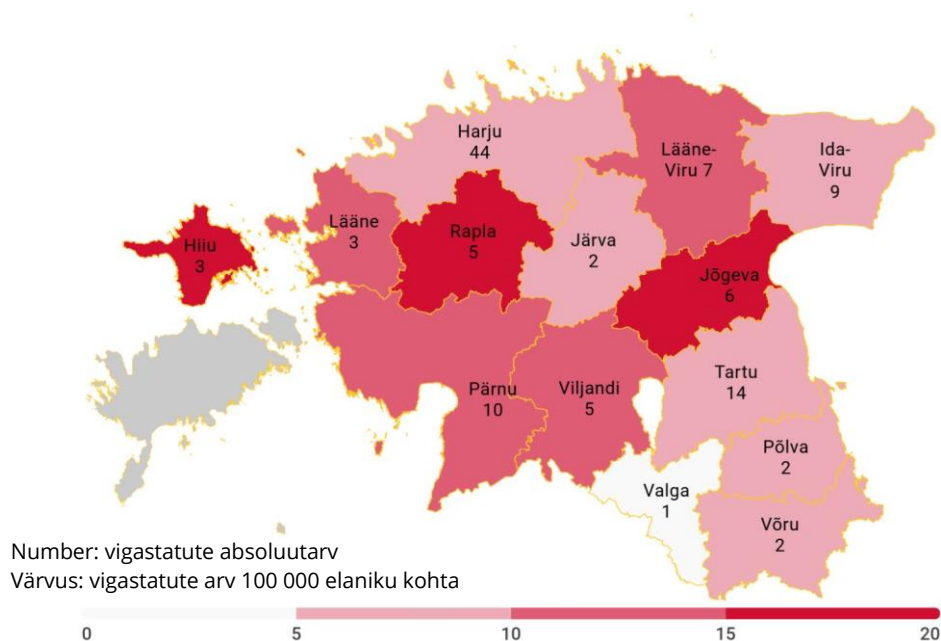 Harju
44
Lääne-
Viru 7
Ida-
Viru
9
Lääne
3
Rapla
5
Järva
2
Hiiu
3
Jõgeva
6
Tartu
14
Pärnu
10
Viljandi
5
Põlva
2
Valga
1
Võru
2
Number: vigastatute absoluutarv
Värvus: vigastatute arv 100 000 elaniku kohta
0 5 10 15 20